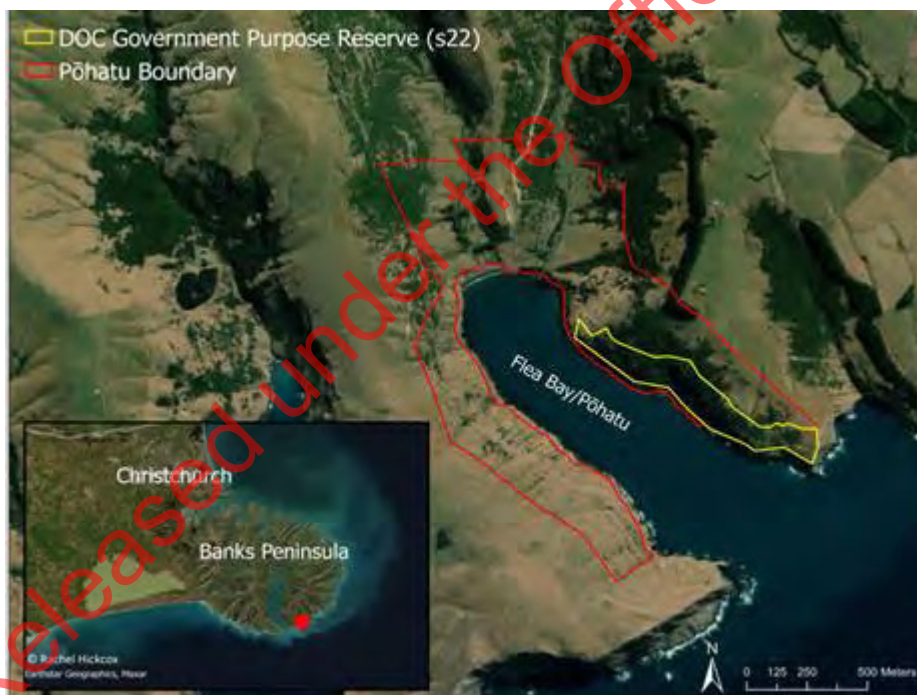 DOC Government Purpose Reserve (s22)
Pōhatu Boundary
Released under the Offic
Flea Bay/Pōhatu
Christchurch
Banks Peninsula
© Rachel Hickcox
Earthstar Geographics, Maxar
N
0 125 250 500 Meters